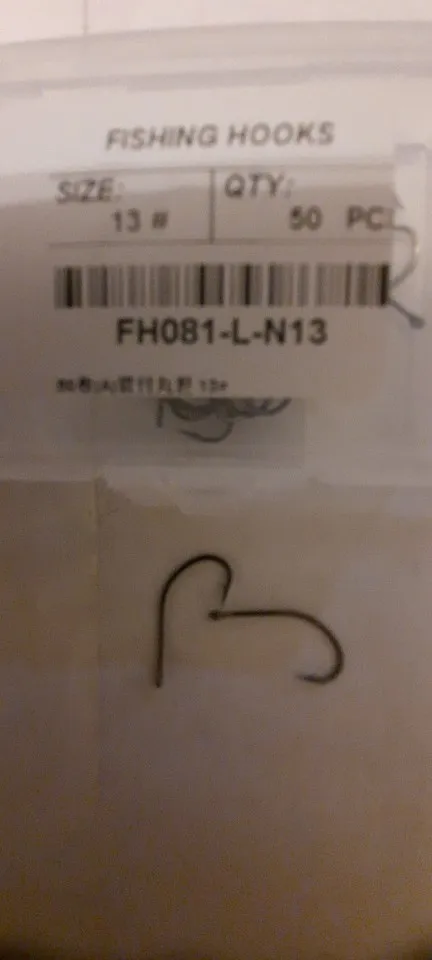 FISHING HOOKS
SIZE: QTY:
13 # 50 PC
FH081-L-N13